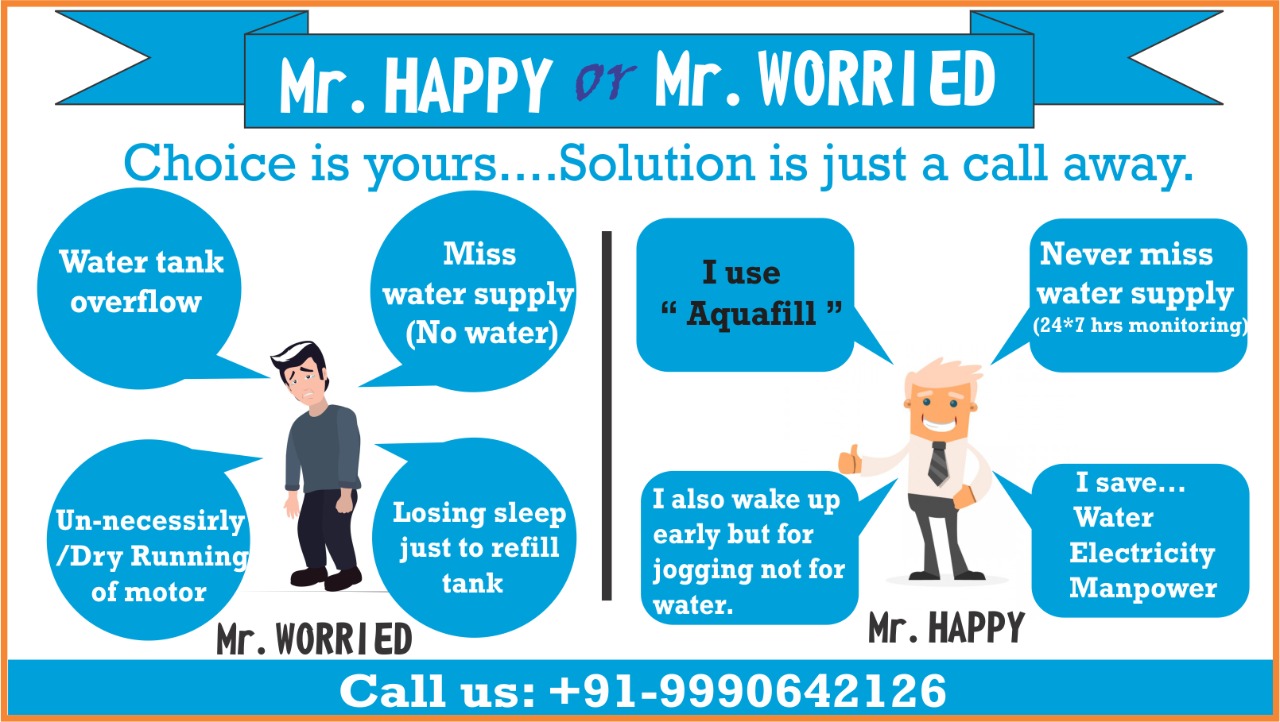 Mr. HAPPY or Mr. WORRIED
Choice is yours....Solution is just a call away.
Water tank
overflow
Miss
water supply
(No water)
Un-necessirly
/Dry Running
of motor
Losing sleep
just to refill
tank
Mr. WORRIED
I use
“ Aquafill ”
Never miss
water supply
(24*7 hrs monitoring)
I also wake up
early but for
jogging not for
water.
I save...
Water
Electricity
Manpower
Mr. HAPPY
Call us: +91-9990642126